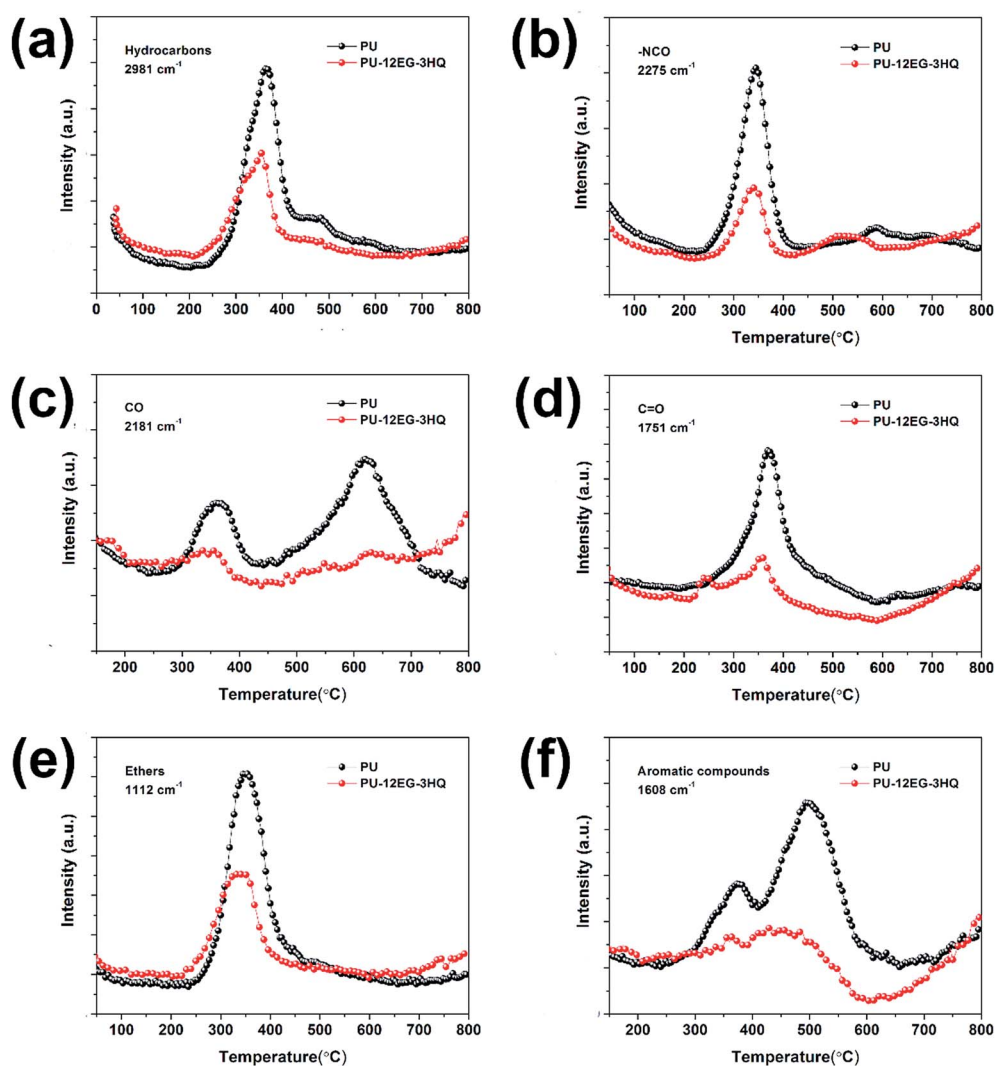 (a)
Hydrocarbons
2981 cm-1
PU
PU-12EG-3HQ
Intensity (a.u.)
0 100 200 300 400 500 600 700 800
Temperature (°C)
(b)
-NCO
2275 cm-1
PU
PU-12EG-3HQ
Intensity (a.u.)
100 200 300 400 500 600 700 800
Temperature(°C)
(c)
CO
2181 cm-1
PU
PU-12EG-3HQ
Intensity (a.u.)
200 300 400 500 600 700 800
Temperature(°C)
(d)
C=O
1751 cm-1
PU
PU-12EG-3HQ
Intensity (a.u.)
100 200 300 400 500 600 700 800
Temperature(°C)
(e)
Ethers
1112 cm-1
PU
PU-12EG-3HQ
Intensity (a.u.)
100 200 300 400 500 600 700 800
Temperature(°C)
(f)
Aromatic compounds
1608 cm-1
PU
PU-12EG-3HQ
Intensity (a.u.)
200 300 400 500 600 700 800
Temperature(°C)